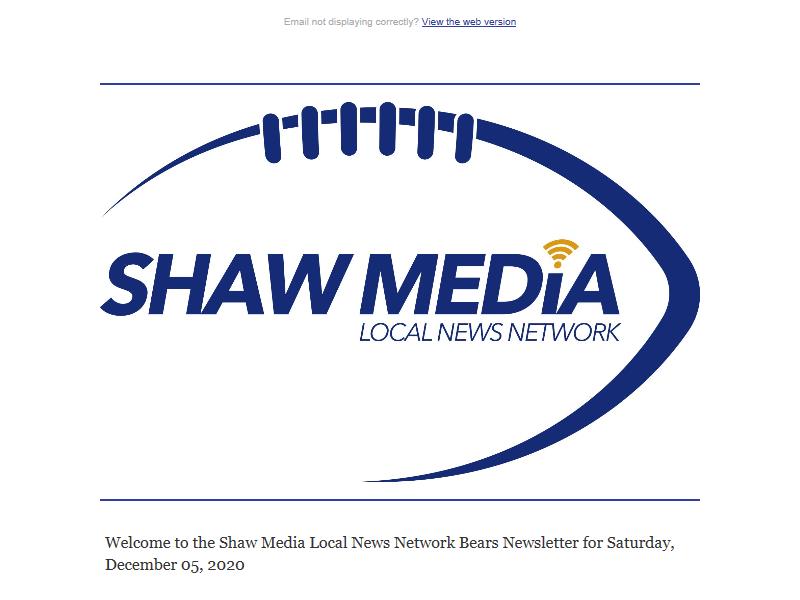 Email not displaying correctly? View the web version
SHAW MEDiA
LOCAL NEWS NETWORK
Welcome to the Shaw Media Local News Network Bears Newsletter for Saturday,
December 05, 2020